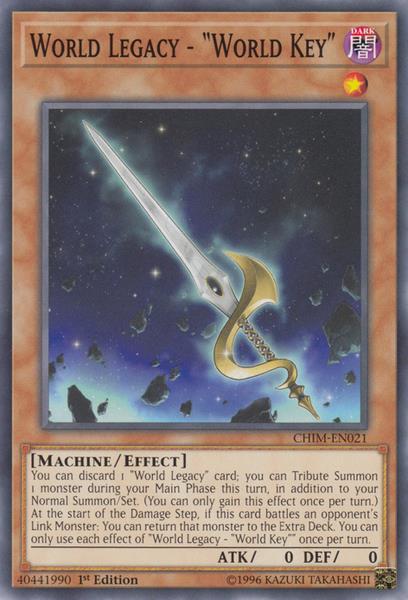 World Legacy - "World Key"
DARK
闇
CHIM-EN021
[Machine/Effect]
You can discard 1 "World Legacy" card; you can Tribute Summon
1 monster during your Main Phase this turn, in addition to your
Normal Summon/Set. (You can only gain this effect once per turn.)
At the start of the Damage Step, if this card battles an opponent's
Link Monster: You can return that monster to the Extra Deck. You can
only use each effect of "World Legacy - "World Key"" once per turn.
ATK/ 0 DEF/ 0
40441990 1st Edition ©1996 KAZUKI TAKAHASHI